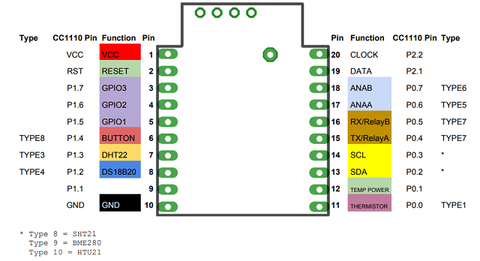 Type CC1110 Pin Function Pin
VCC VCC 1 20 CLOCK P2.2
RST RESET 2 19 DATA P2.1
P1.7 GPIO3 3 18 ANAB P0.7 TYPE6
P1.6 GPIO2 4 17 ANAA P0.6 TYPE5
P1.5 GPIO1 5 16 RX/RelayB P0.5 TYPE7
TYPE8 P1.4 BUTTON 6 15 TX/RelayA P0.4 TYPE7
TYPE3 P1.3 DHT22 7 14 SCL P0.3 *
TYPE4 P1.2 DS18B20 8 13 SDA P0.2 *
P1.1 9 12 TEMP POWER P0.1
GND GND 10 11 THERMISTOR P0.0 TYPE1
Pin Function CC1110 Pin Type
* Type 8 = SHT21
Type 9 = BME280
Type 10 = HTU21